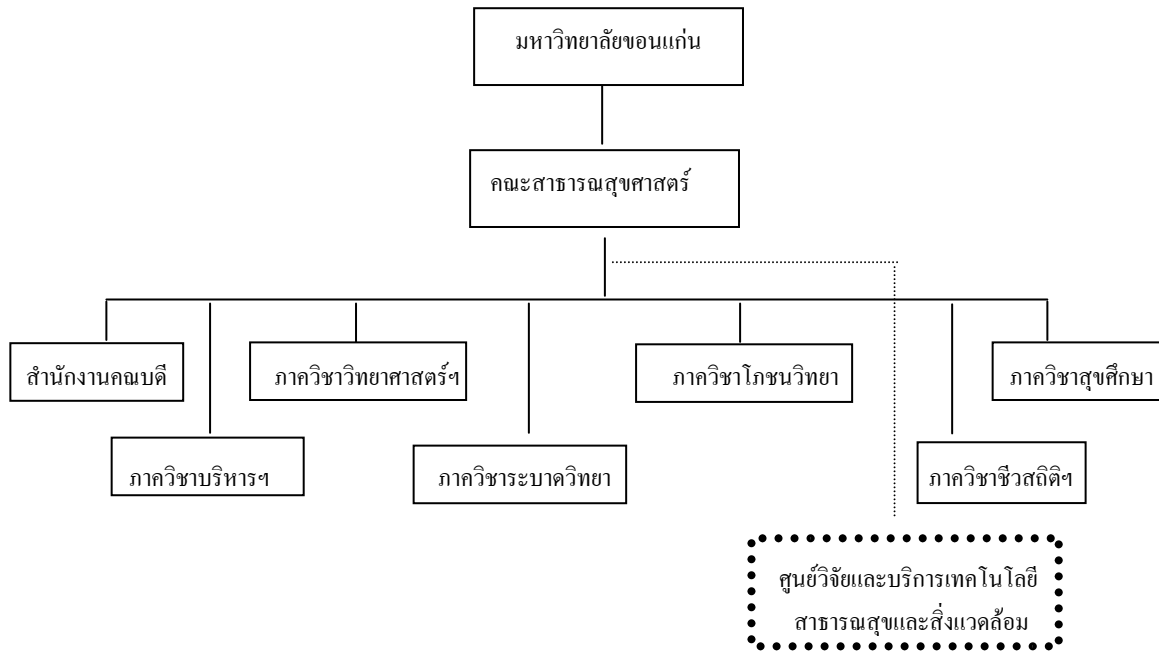 มหาวิทยาลัยขอนแก่น
คณะสาธารณสุขศาสตร์
สำนักงานคณบดี
ภาควิชาวิทยาศาสตร์ฯ
ภาควิชาโภชนวิทยา
ภาควิชาสุขศึกษา
ภาควิชาบริหารฯ
ภาควิชาระบาดวิทยา
ภาควิชาชีวสถิติฯ
ศูนย์วิจัยและบริการเทคโนโลยี
สาธารณสุขและสิ่งแวดล้อม